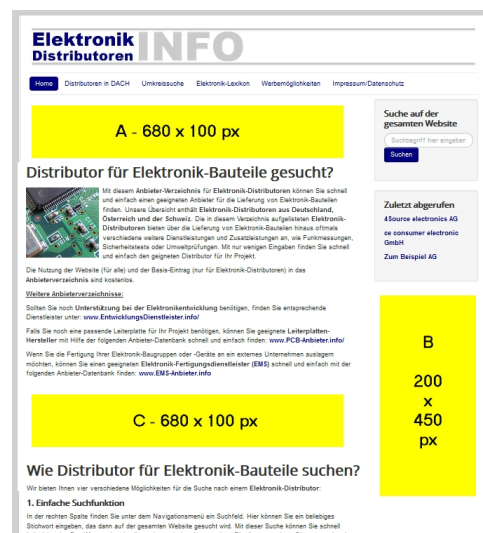 Elektronik INFO
Distributoren
Home Distributoren in DACH Umkreissuche Elektronik-Lexikon Werbemöglichkeiten Impressum/Datenschutz
A - 680 x 100 px
Distributor für Elektronik-Bauteile gesucht?
Mit diesem Anbieter-Verzeichnis für Elektronik-Distributoren können Sie schnell
und einfach einen geeigneten Anbieter für die Lieferung von Elektronik-Bauteilen
finden. Unsere Übersicht enthält Elektronik-Distributoren aus Deutschland,
Österreich und der Schweiz. Die in diesem Verzeichnis aufgelisteten Elektronik-
Distributoren bieten über die Lieferung von Elektronik-Bauteilen hinaus oftmals
verschiedene weitere Dienstleistungen und Zusatzleistungen an, wie Funkmessungen,
Sicherheitstests oder Umweltprüfungen. Mit nur wenigen Eingaben finden Sie schnell
und einfach den geigneten Distributor für Ihr Projekt.
Die Nutzung der Website (für alle) und der Basis-Eintrag (nur für Elektronik-Distributoren) in das
Anbieterverzeichnis sind kostenlos.
Weitere Anbieterverzeichnisse:
Sollten Sie noch Unterstützung bei der Elektronikentwicklung benötigen, finden Sie entsprechende
Dienstleister unter: www.EntwicklungsDienstleister.info/
Falls Sie noch eine passende Leiterplatte für Ihr Projekt benötigen, können Sie geeignete Leiterplatten-
Hersteller mit Hilfe der folgenden Anbieter-Datenbank schnell und einfach finden: www.PCB-Anbieter.info/
Wenn Sie die Fertigung Ihrer Elektronik-Baugruppen oder -Geräte an ein externes Unternehmen auslagern
möchten, können Sie einen geeigneten Elektronik-Fertigungsdienstleister (EMS) schnell und einfach mit der
folgenden Anbieter-Datenbank finden: www.EMS-Anbieter.info
C - 680 x 100 px
Wie Distributor für Elektronik-Bauteile suchen?
Wir bieten Ihnen vier verschiedene Möglichkeiten für die Suche nach einem Elektronik-Distributor:
1. Einfache Suchfunktion
In der rechten Spalte finden Sie unter dem Navigationsmenü ein Suchfeld. Hier können Sie ein beliebiges
Stichwort eingeben, das dann auf der gesamten Website gesucht wird. Mit dieser Suche können Sie schnell
Suche auf der
gesamten Website
Suchbegriff hier eingeben
Suchen
Zuletzt abgerufen
4Source electronics AG
ce consumer electronic
GmbH
Zum Beispiel AG
B
200
x
450
px